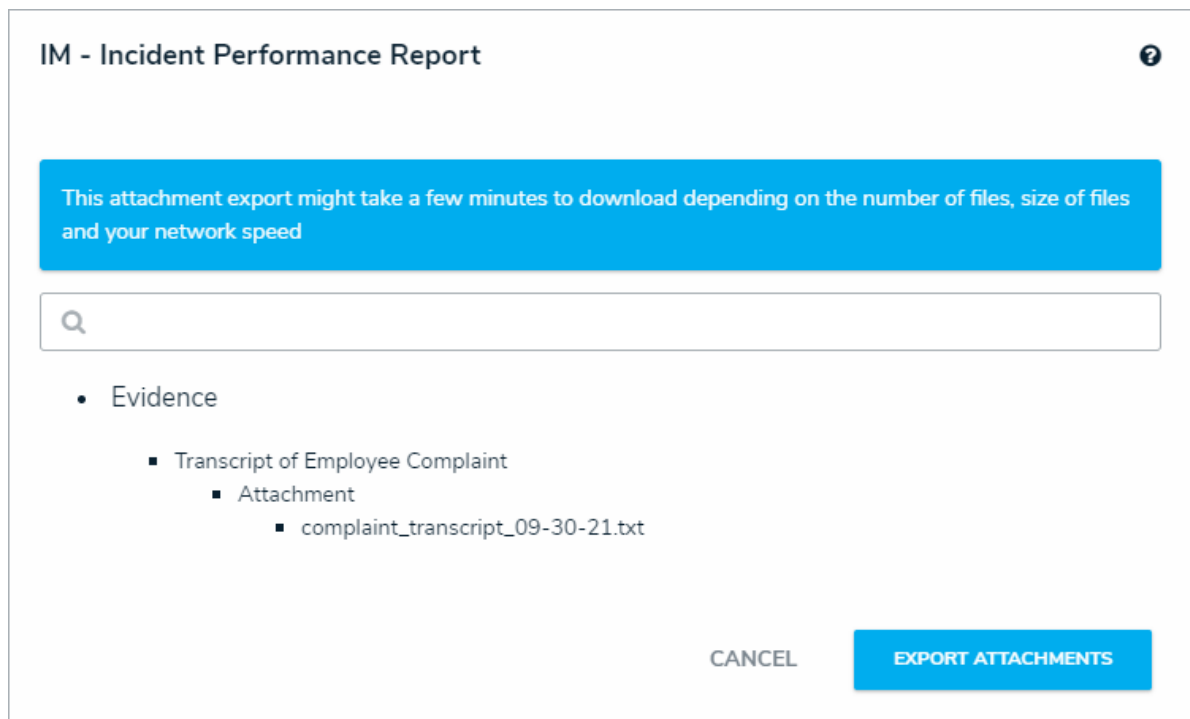 IM - Incident Performance Report
This attachment export might take a few minutes to download depending on the number of files, size of files
and your network speed
Evidence
Transcript of Employee Complaint
Attachment
complaint_transcript_09-30-21.txt
CANCEL
EXPORT ATTACHMENTS